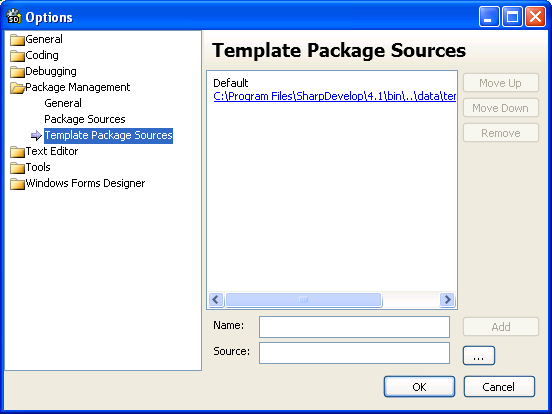 Options
General
Coding
Debugging
Package Management
General
Package Sources
Template Package Sources
Text Editor
Tools
Windows Forms Designer
Template Package Sources
Default
C:\Program Files\SharpDevelop\4.1\bin\..\data\ter
Move Up
Move Down
Remove
Name:
Add
Source:
...
OK
Cancel